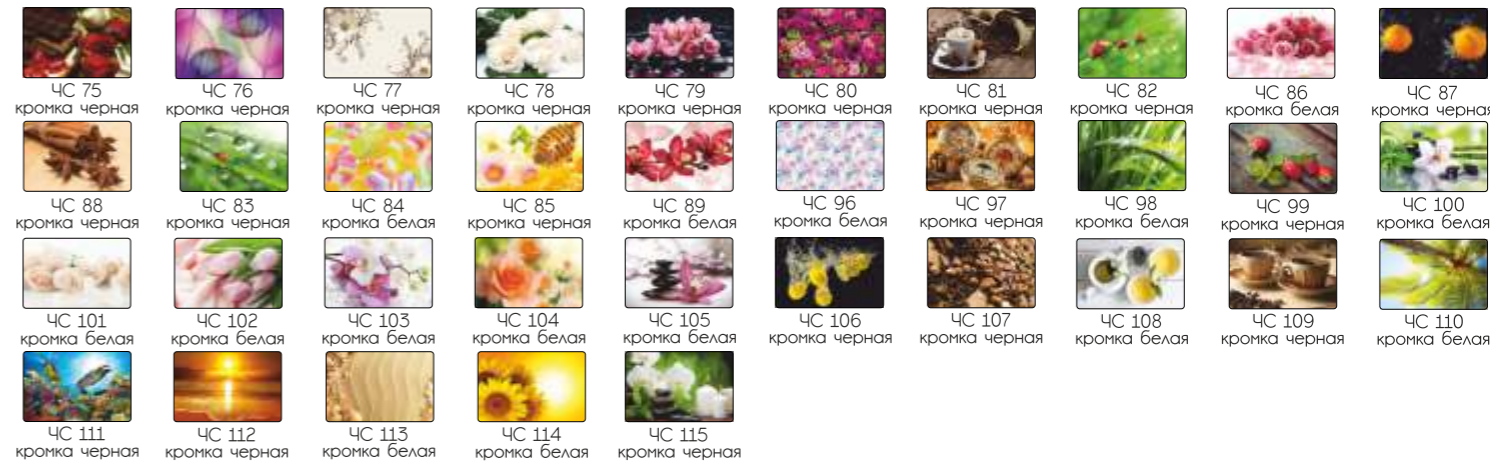 ЧС 75 ЧС 76 ЧС 77 ЧС 78 ЧС 79 ЧС 80 ЧС 81 ЧС 82 ЧС 86 ЧС 87
кромка черная кромка черная кромка черная кромка черная кромка черная кромка черная кромка черная кромка черная кромка белая кромка черная
ЧС 88 ЧС 83 ЧС 84 ЧС 85 ЧС 89 ЧС 96 ЧС 97 ЧС 98 ЧС 99 ЧС 100
кромка черная кромка черная кромка белая кромка черная кромка белая кромка белая кромка черная кромка белая кромка черная кромка белая
ЧС 101 ЧС 102 ЧС 103 ЧС 104 ЧС 105 ЧС 106 ЧС 107 ЧС 108 ЧС 109 ЧС 110
кромка белая кромка белая кромка белая кромка белая кромка белая кромка черная кромка черная кромка белая кромка черная кромка белая
ЧС 111 ЧС 112 ЧС 113 ЧС 114 ЧС 115
кромка черная кромка черная кромка белая кромка белая кромка черная